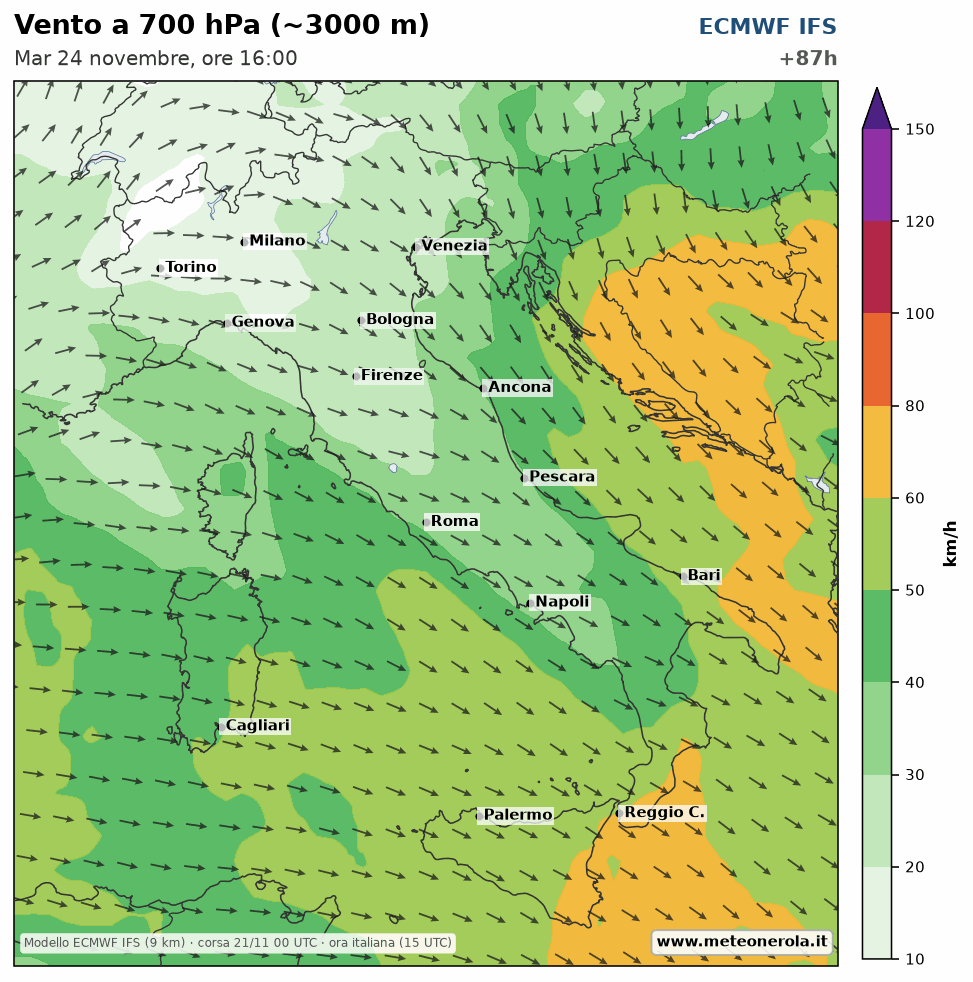 Vento a 700 hPa (~3000 m)
ECMWF IFS
Mar 24 novembre, ore 16:00
+87h
150
120
100
80
60
50
40
30
20
10
km/h
Milano
Venezia
Torino
Genova
Bologna
Firenze
Ancona
Pescara
Roma
Bari
Napoli
Cagliari
Palermo
Reggio C.
Modello ECMWF IFS (9 km) · corsa 21/11 00 UTC · ora italiana (15 UTC)
www.meteonerola.it